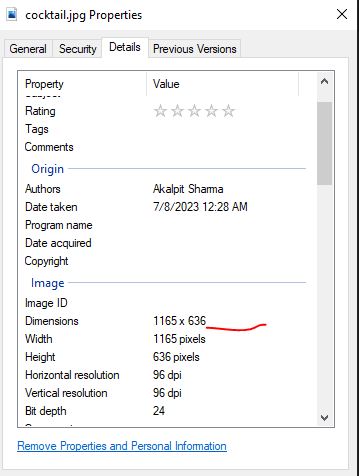 cocktail.jpg Properties
General Security Details Previous Versions
Property Value
Rating
Tags
Comments
Origin
Authors Akalpit Sharma
Date taken 7/8/2023 12:28 AM
Program name
Date acquired
Copyright
Image
Image ID
Dimensions 1165 x 636
Width 1165 pixels
Height 636 pixels
Horizontal resolution 96 dpi
Vertical resolution 96 dpi
Bit depth 24
Remove Properties and Personal Information